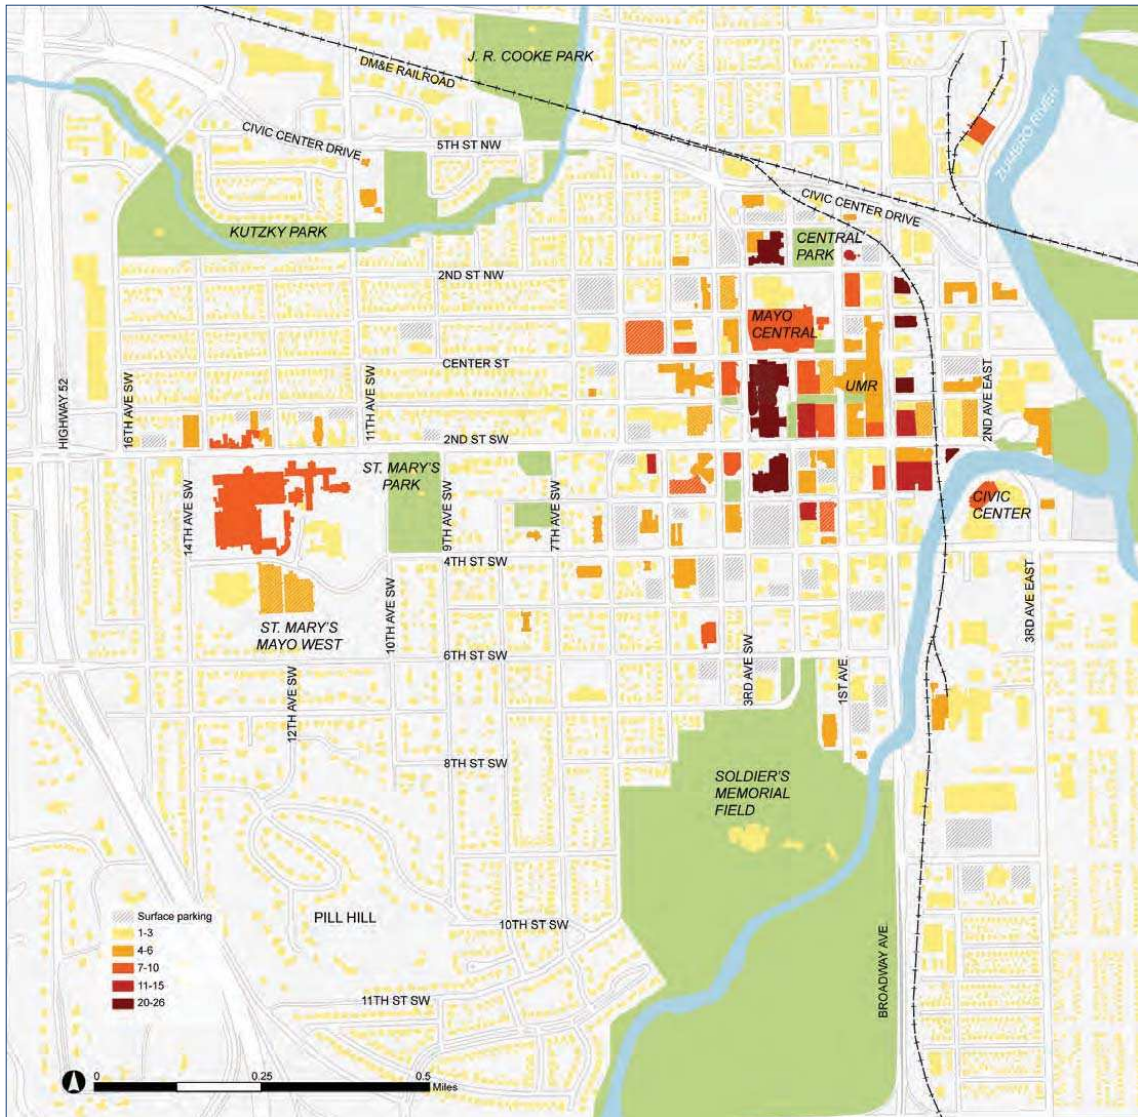 J. R. COOKE PARK
DM&E RAILROAD
CIVIC CENTER DRIVE
5TH ST NW
ZUMBRO RIVER
CIVIC CENTER DRIVE
KUTZKY PARK
CENTRAL
PARK
2ND ST NW
MAYO
CENTRAL
CENTER ST
UMR
HIGHWAY 52
16TH AVE SW
11TH AVE SW
2ND AVE EAST
2ND ST SW
ST. MARY'S
PARK
14TH AVE SW
9TH AVE SW
7TH AVE SW
CIVIC
CENTER
4TH ST SW
10TH AVE SW
3RD AVE EAST
ST. MARY'S
MAYO WEST
6TH ST SW
3RD AVE SW
1ST AVE.
12TH AVE SW
8TH ST SW
SOLDIER'S
MEMORIAL
FIELD
PILL HILL
10TH ST SW
BROADWAY AVE.
11TH ST SW
Surface parking
1-3
4-6
7-10
11-15
20-26
0 0.25 0.5
Miles